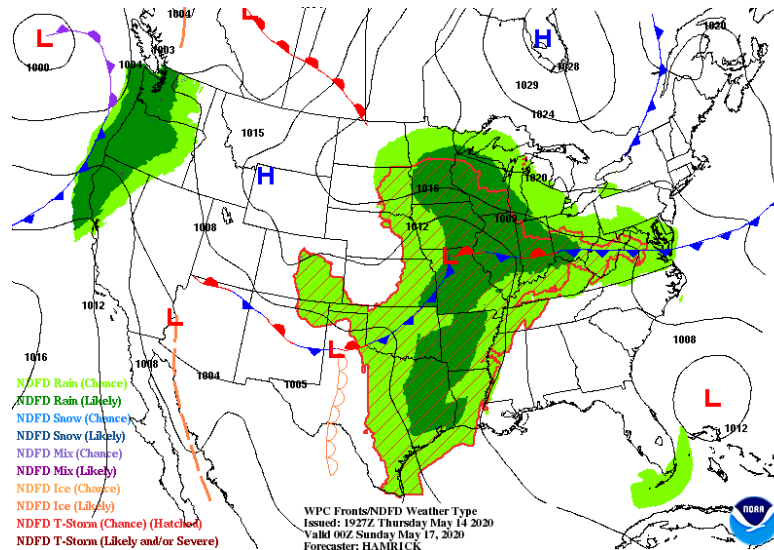 1004
1020
L
L
H
1003
1000
1004
1028
1029
1024
1015
H
1016
1020
1008
1012
1009
L
1012
L
1016
1008
1004
L
1005
1008
L
1012
NDFD Rain (Chance)
NDFD Rain (Likely)
NDFD Snow (Chance)
NDFD Snow (Likely)
NDFD Mix (Chance)
NDFD Mix (Likely)
NDFD Ice (Chance)
NDFD Ice (Likely)
NDFD T-Storm (Chance) (Hatched)
NDFD T-Storm (Likely and/or Severe)
WPC Fronts/NDFD Weather Type
Issued: 1927Z Thursday May 14 2020
Valid 00Z Sunday May 17, 2020
Forecaster: HAMRICK
NOAA